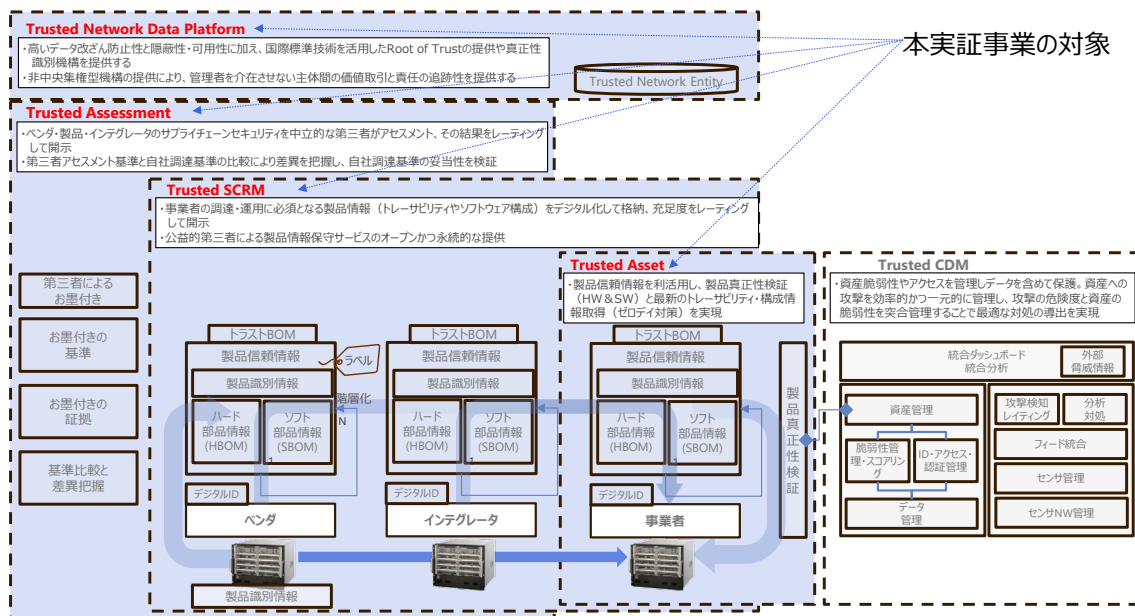 Trusted Network Data Platform
・高いデータ改ざん防止性と隠蔽性・可用性に加え、国際標準技術を活用したRoot of Trustの提供や真正性
識別機構を提供する
・非中央集権型機構の提供により、管理者を介在させない主体間の価値取引と責任の追跡性を提供する
Trusted Network Entity
本実証事業の対象
Trusted Assessment
・ベンダ・製品・インテグレータのサプライチェーンセキュリティを中立的な第三者がアセスメント、その結果をレーティング
して開示
・第三者アセスメント基準と自社調達基準の比較により差異を把握し、自社調達基準の妥当性を検証
Trusted SCRM
・事業者の調達・運用に必須となる製品情報（トレーサビリティやソフトウェア構成）をデジタル化して格納、充足度をレーティング
して開示
・公益的第三者による製品情報保守サービスのオープンかつ永続的な提供
Trusted Asset
・製品信頼情報を利活用し、製品真正性検証
（HW＆SW）と最新のトレーサビリティ・構成情
報取得（ゼロデイ対策）を実現
Trusted CDM
・資産脆弱性やアクセスを管理しデータを含めて保護。資産への
攻撃を効率的かつ一元的に管理し、攻撃の危険度と資産の
脆弱性を突合管理することで最適な対処の導出を実現
第三者による
お墨付き
お墨付きの
基準
お墨付きの
証拠
基準比較と
差異把握
トラストBOM
製品信頼情報
ラベル
製品識別情報
階層化
N
ハード
部品情報
(HBOM)
ソフト
部品情報
(SBOM)
1
デジタルID
ベンダ
製品識別情報
トラストBOM
製品信頼情報
製品識別情報
ハード
部品情報
(HBOM)
ソフト
部品情報
(SBOM)
1
デジタルID
インテグレータ
トラストBOM
製品信頼情報
製品識別情報
ハード
部品情報
(HBOM)
ソフト
部品情報
(SBOM)
1
デジタルID
事業者
製品真正性検証
統合ダッシュボード
統合分析
外部
脅威情報
資産管理
脆弱性管
理・スコアリン
グ
ID・アクセス・
認証管理
データ
管理
攻撃検知
レイティング
分析
対処
フィード統合
センサ管理
センサNW管理